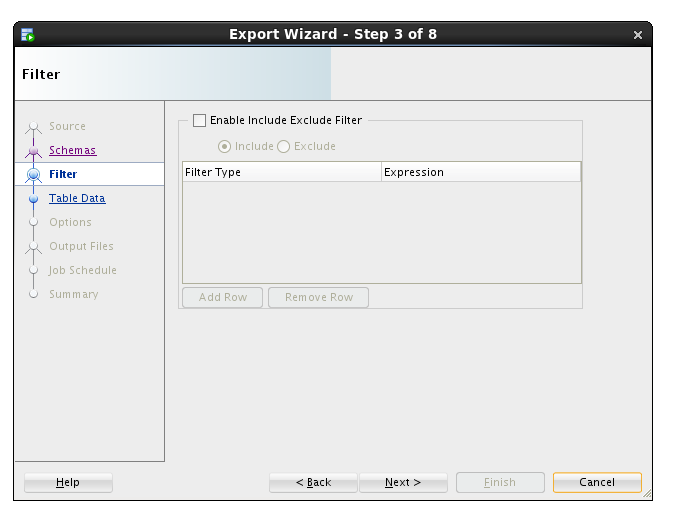 Export Wizard - Step 3 of 8
Filter
Source
Schemas
Filter
Table Data
Options
Output Files
Job Schedule
Summary
Enable Include Exclude Filter
Include Exclude
Filter Type Expression
Add Row Remove Row
Help < Back Next > Finish Cancel